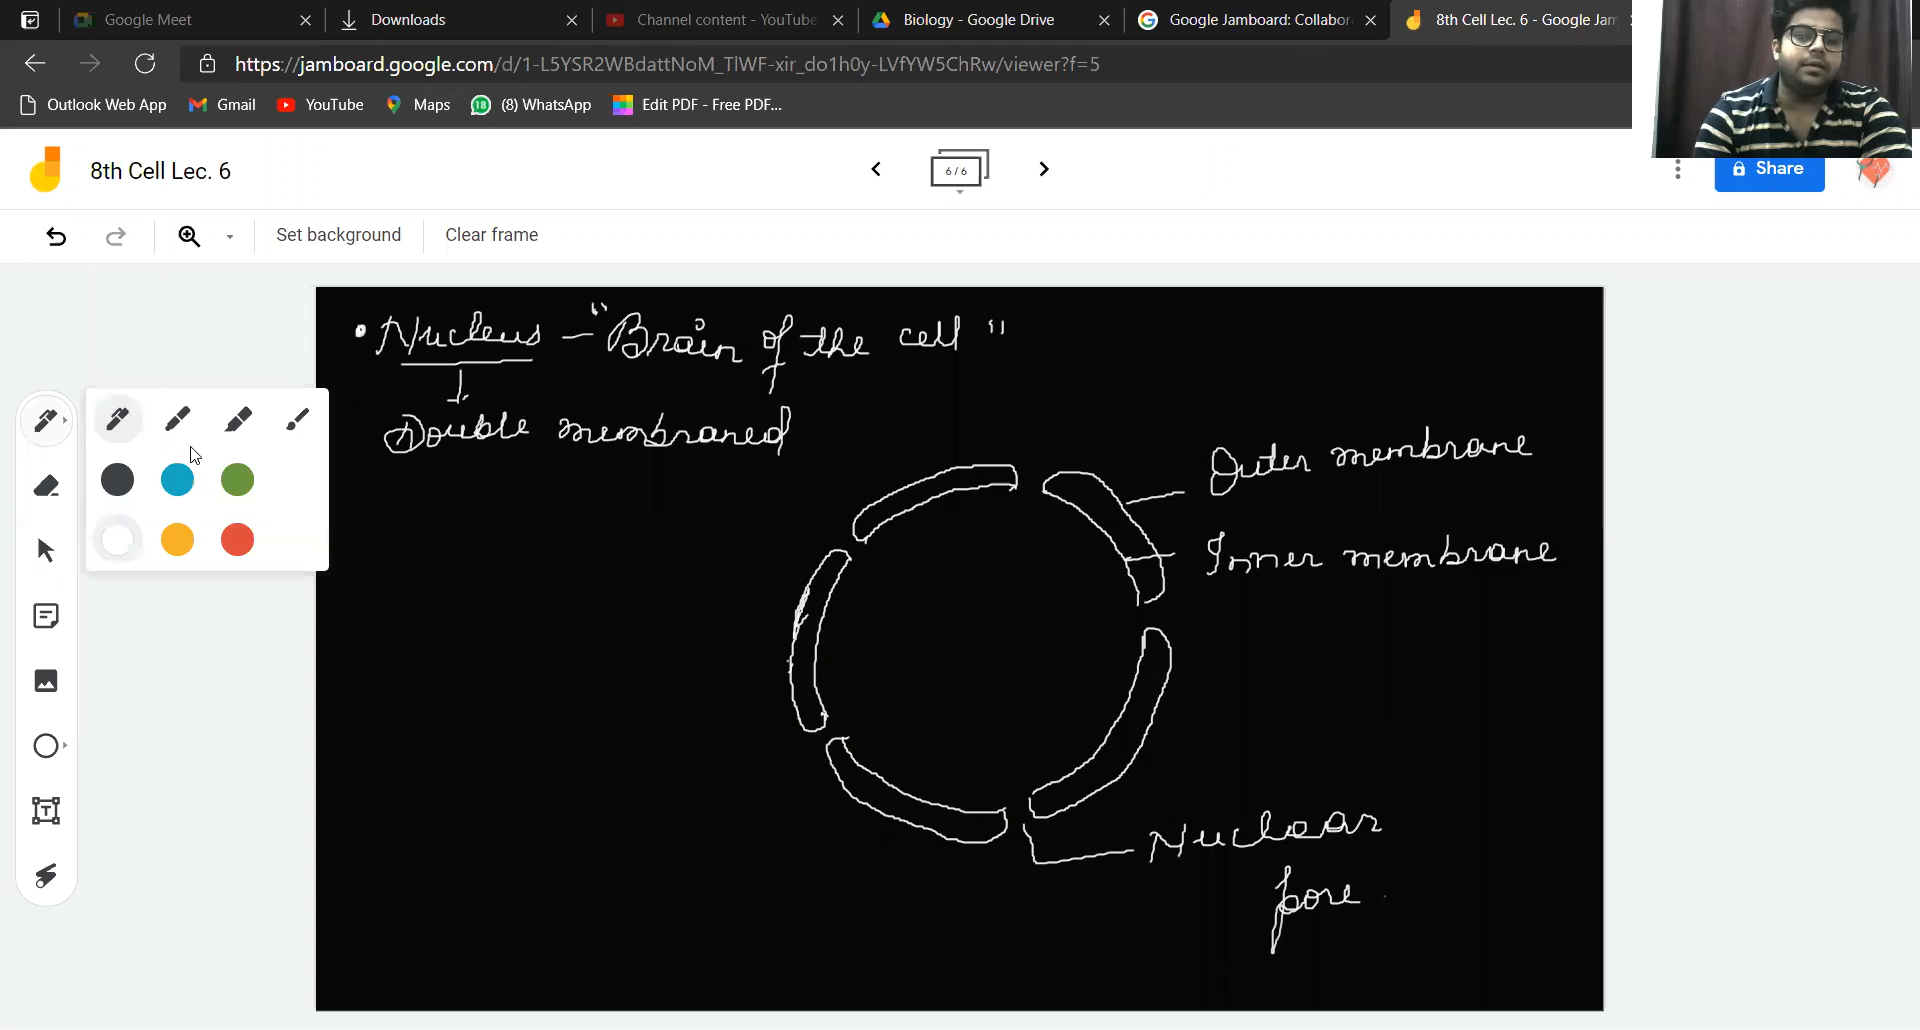 Google Meet
Downloads
Channel content - YouTube
Biology - Google Drive
Google Jamboard: Collabor
8th Cell Lec. 6 - Google Jam
https://jamboard.google.com/d/1-L5YSR2WBdattNoM_TlWF-xir_do1h0y-LVfYW5ChRw/viewer?f=5
Outlook Web App
Gmail
YouTube
Maps
18
(8) WhatsApp
Edit PDF - Free PDF...
8th Cell Lec. 6
6 / 6
Share
Set background
Clear frame
• Nucleus - "Brain of the cell"
Double membraned
Outer membrane
Inner membrane
Nuclear
pore
T